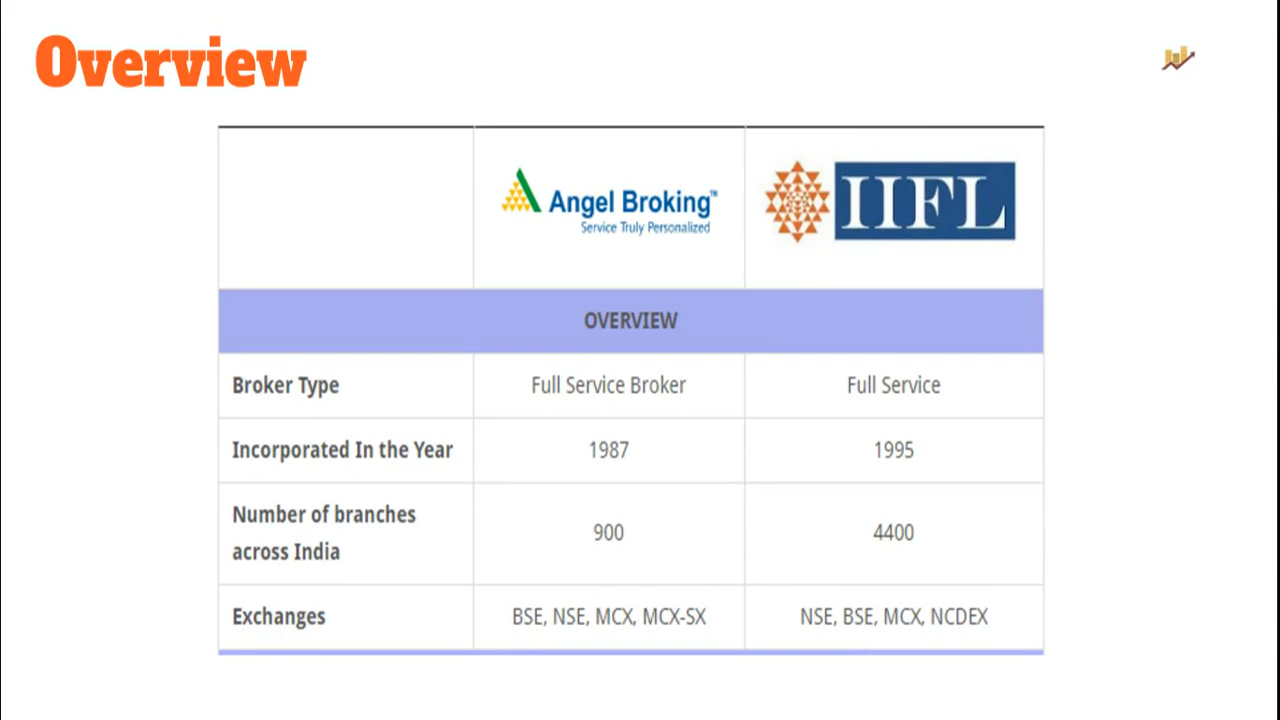 Overview
Angel Broking™
Service Truly Personalized
IIFL
OVERVIEW
Broker Type Full Service Broker Full Service
Incorporated In the Year 1987 1995
Number of branches
across India 900 4400
Exchanges BSE, NSE, MCX, MCX-SX NSE, BSE, MCX, NCDEX